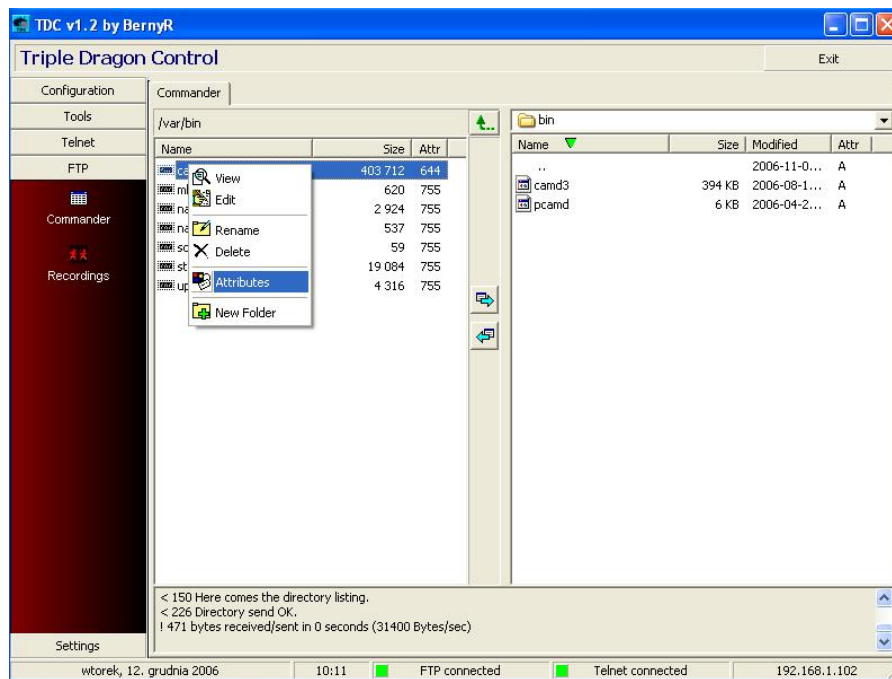 TDC v1.2 by BernyR
Triple Dragon Control
Exit
Configuration
Tools
Telnet
FTP
Commander
Recordings
Settings
Commander
/var/bin
Name Size Attr
403 712 644
620 755
2 924 755
537 755
59 755
19 084 755
4 316 755
View
Edit
Rename
Delete
Attributes
New Folder
bin
Name Size Modified Attr
.. 2006-11-0... A
camd3 394 KB 2006-08-1... A
pcamd 6 KB 2006-04-2... A
< 150 Here comes the directory listing.
< 226 Directory send OK.
! 471 bytes received/sent in 0 seconds (31400 Bytes/sec)
wtorek, 12. grudnia 2006 10:11 FTP connected Telnet connected 192.168.1.102